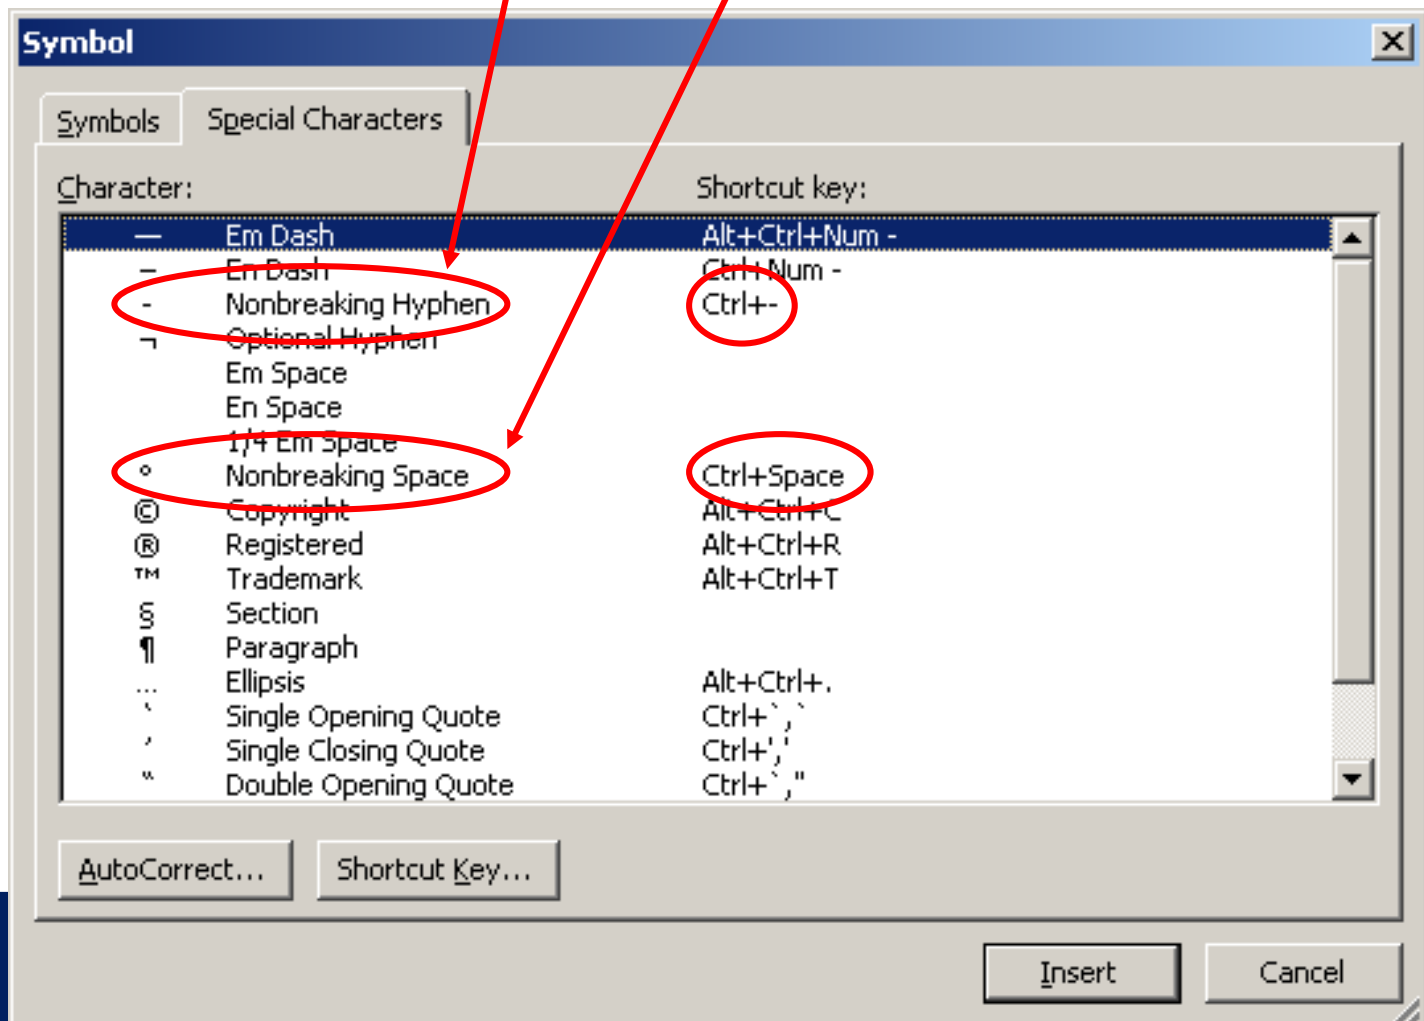 Symbol
Symbols Special Characters
Character: Shortcut key:
— Em Dash Alt+Ctrl+Num -
– En Dash Ctrl+Num -
- Nonbreaking Hyphen Ctrl+-
¬ Optional Hyphen
Em Space
En Space
1/4 Em Space
° Nonbreaking Space Ctrl+Space
© Copyright Alt+Ctrl+C
® Registered Alt+Ctrl+R
™ Trademark Alt+Ctrl+T
§ Section
¶ Paragraph
… Ellipsis Alt+Ctrl+.
‘ Single Opening Quote Ctrl+`,`
’ Single Closing Quote Ctrl+','
“ Double Opening Quote Ctrl+`,"
AutoCorrect... Shortcut Key...
Insert Cancel